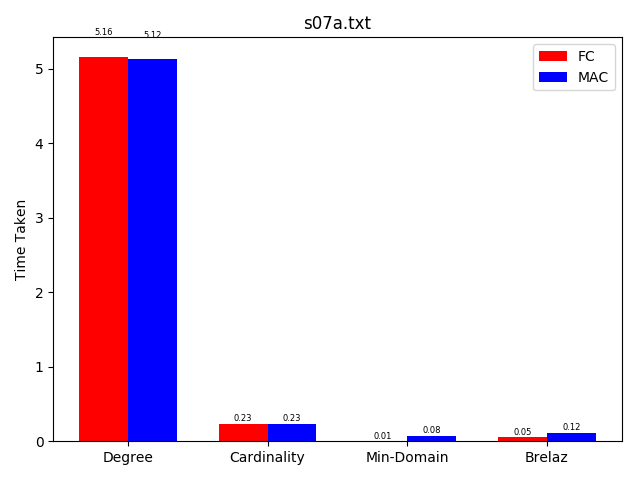 s07a.txt
5.16 5.12
FC
MAC
5
4
3
2
1
0
Time Taken
0.23 0.23
0.01 0.08
0.05 0.12
Degree Cardinality Min-Domain Brelaz